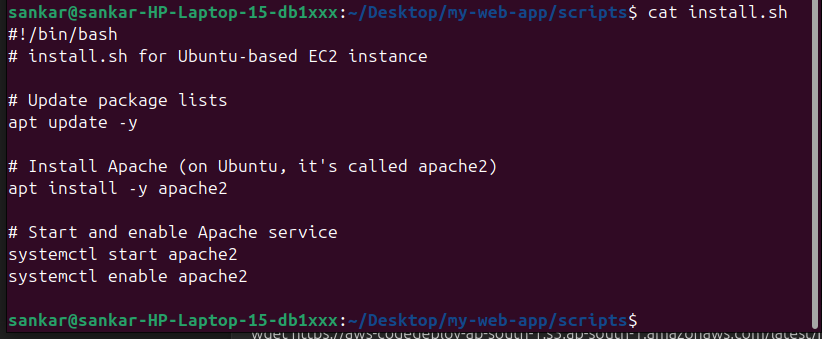 sankar@sankar-HP-Laptop-15-db1xxx:~/Desktop/my-web-app/scripts$ cat install.sh
#!/bin/bash
# install.sh for Ubuntu-based EC2 instance
# Update package lists
apt update -y
# Install Apache (on Ubuntu, it's called apache2)
apt install -y apache2
# Start and enable Apache service
systemctl start apache2
systemctl enable apache2
sankar@sankar-HP-Laptop-15-db1xxx:~/Desktop/my-web-app/scripts$